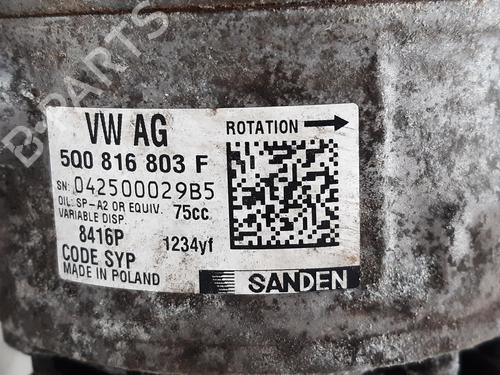 B-PARTS
VW AG
ROTATION
5Q0 816 803 F
SN: 042500029B5
OIL: SP-A2 OR EQUIV. 75cc
VARIABLE DISP.
8416P 1234yf
CODE SYP
MADE IN POLAND
SANDEN